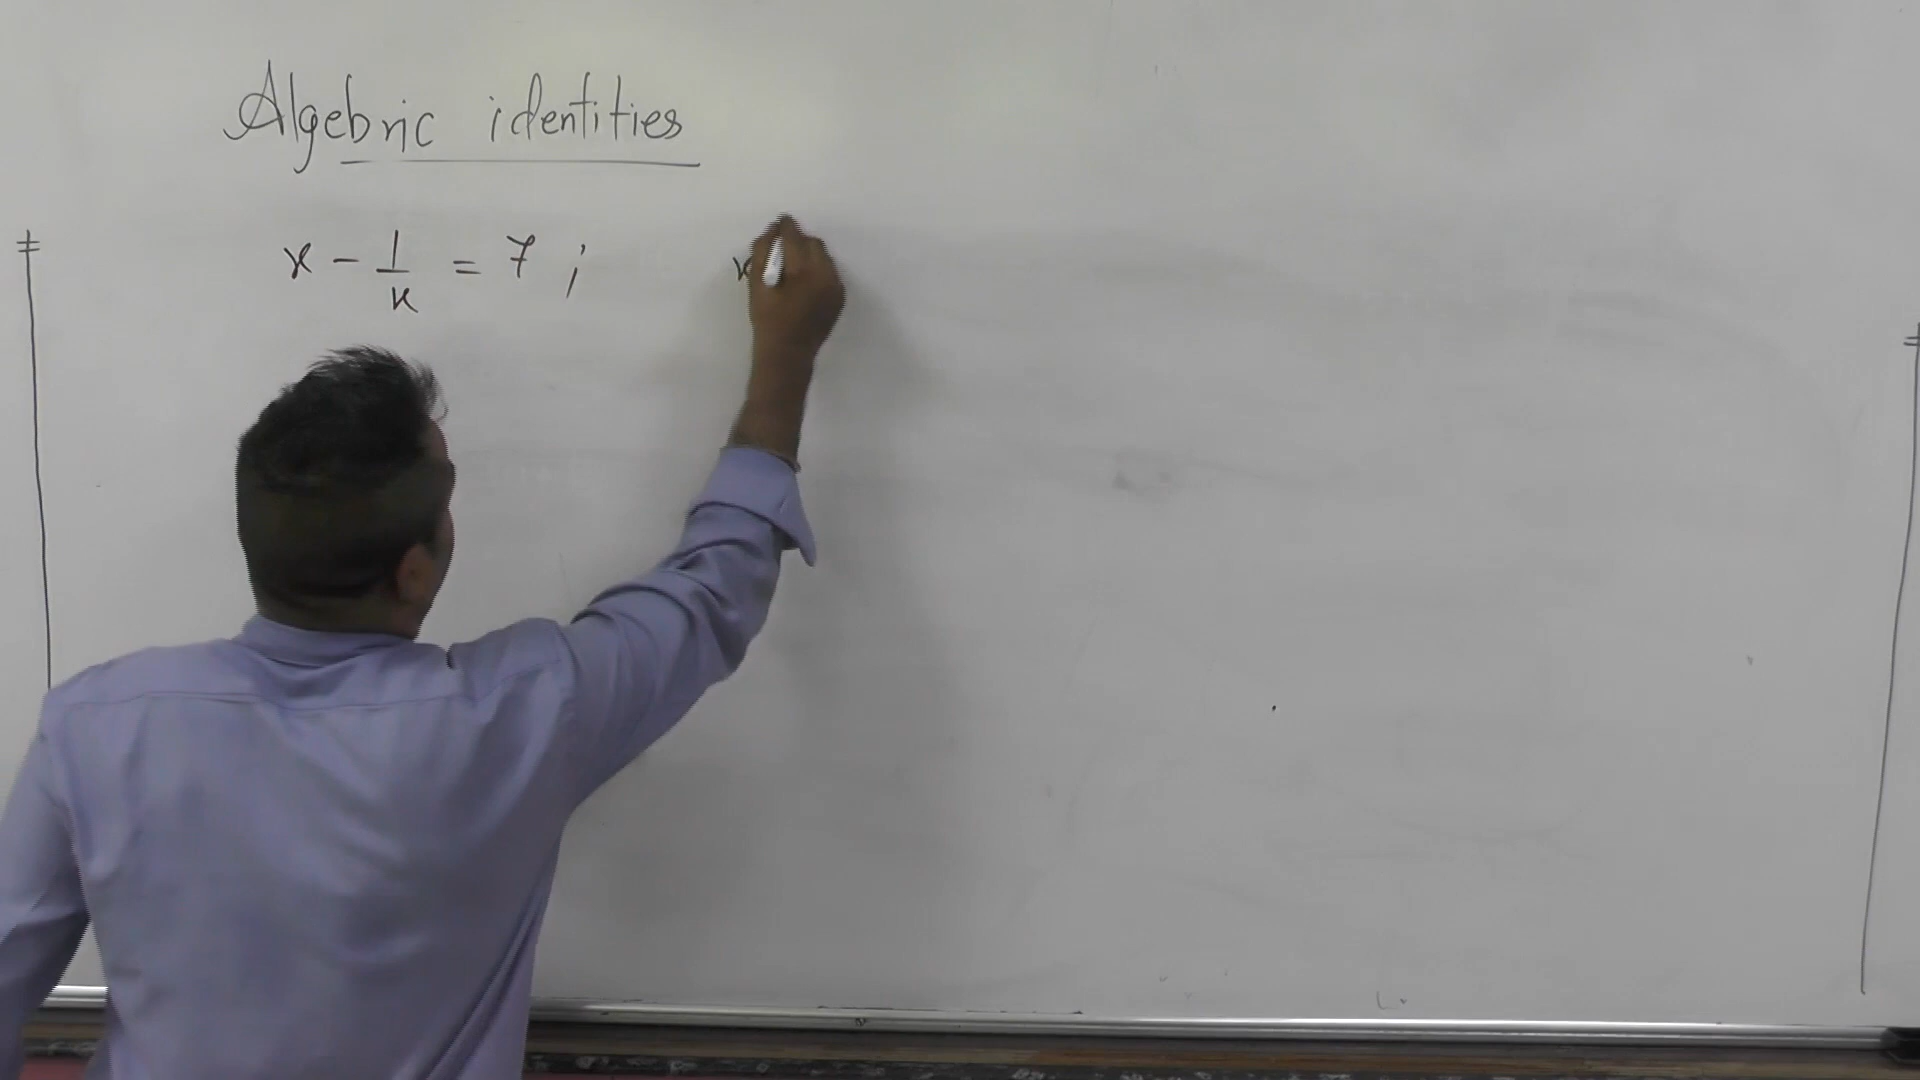 Algebric identities
x - 1/x = 7 ; x